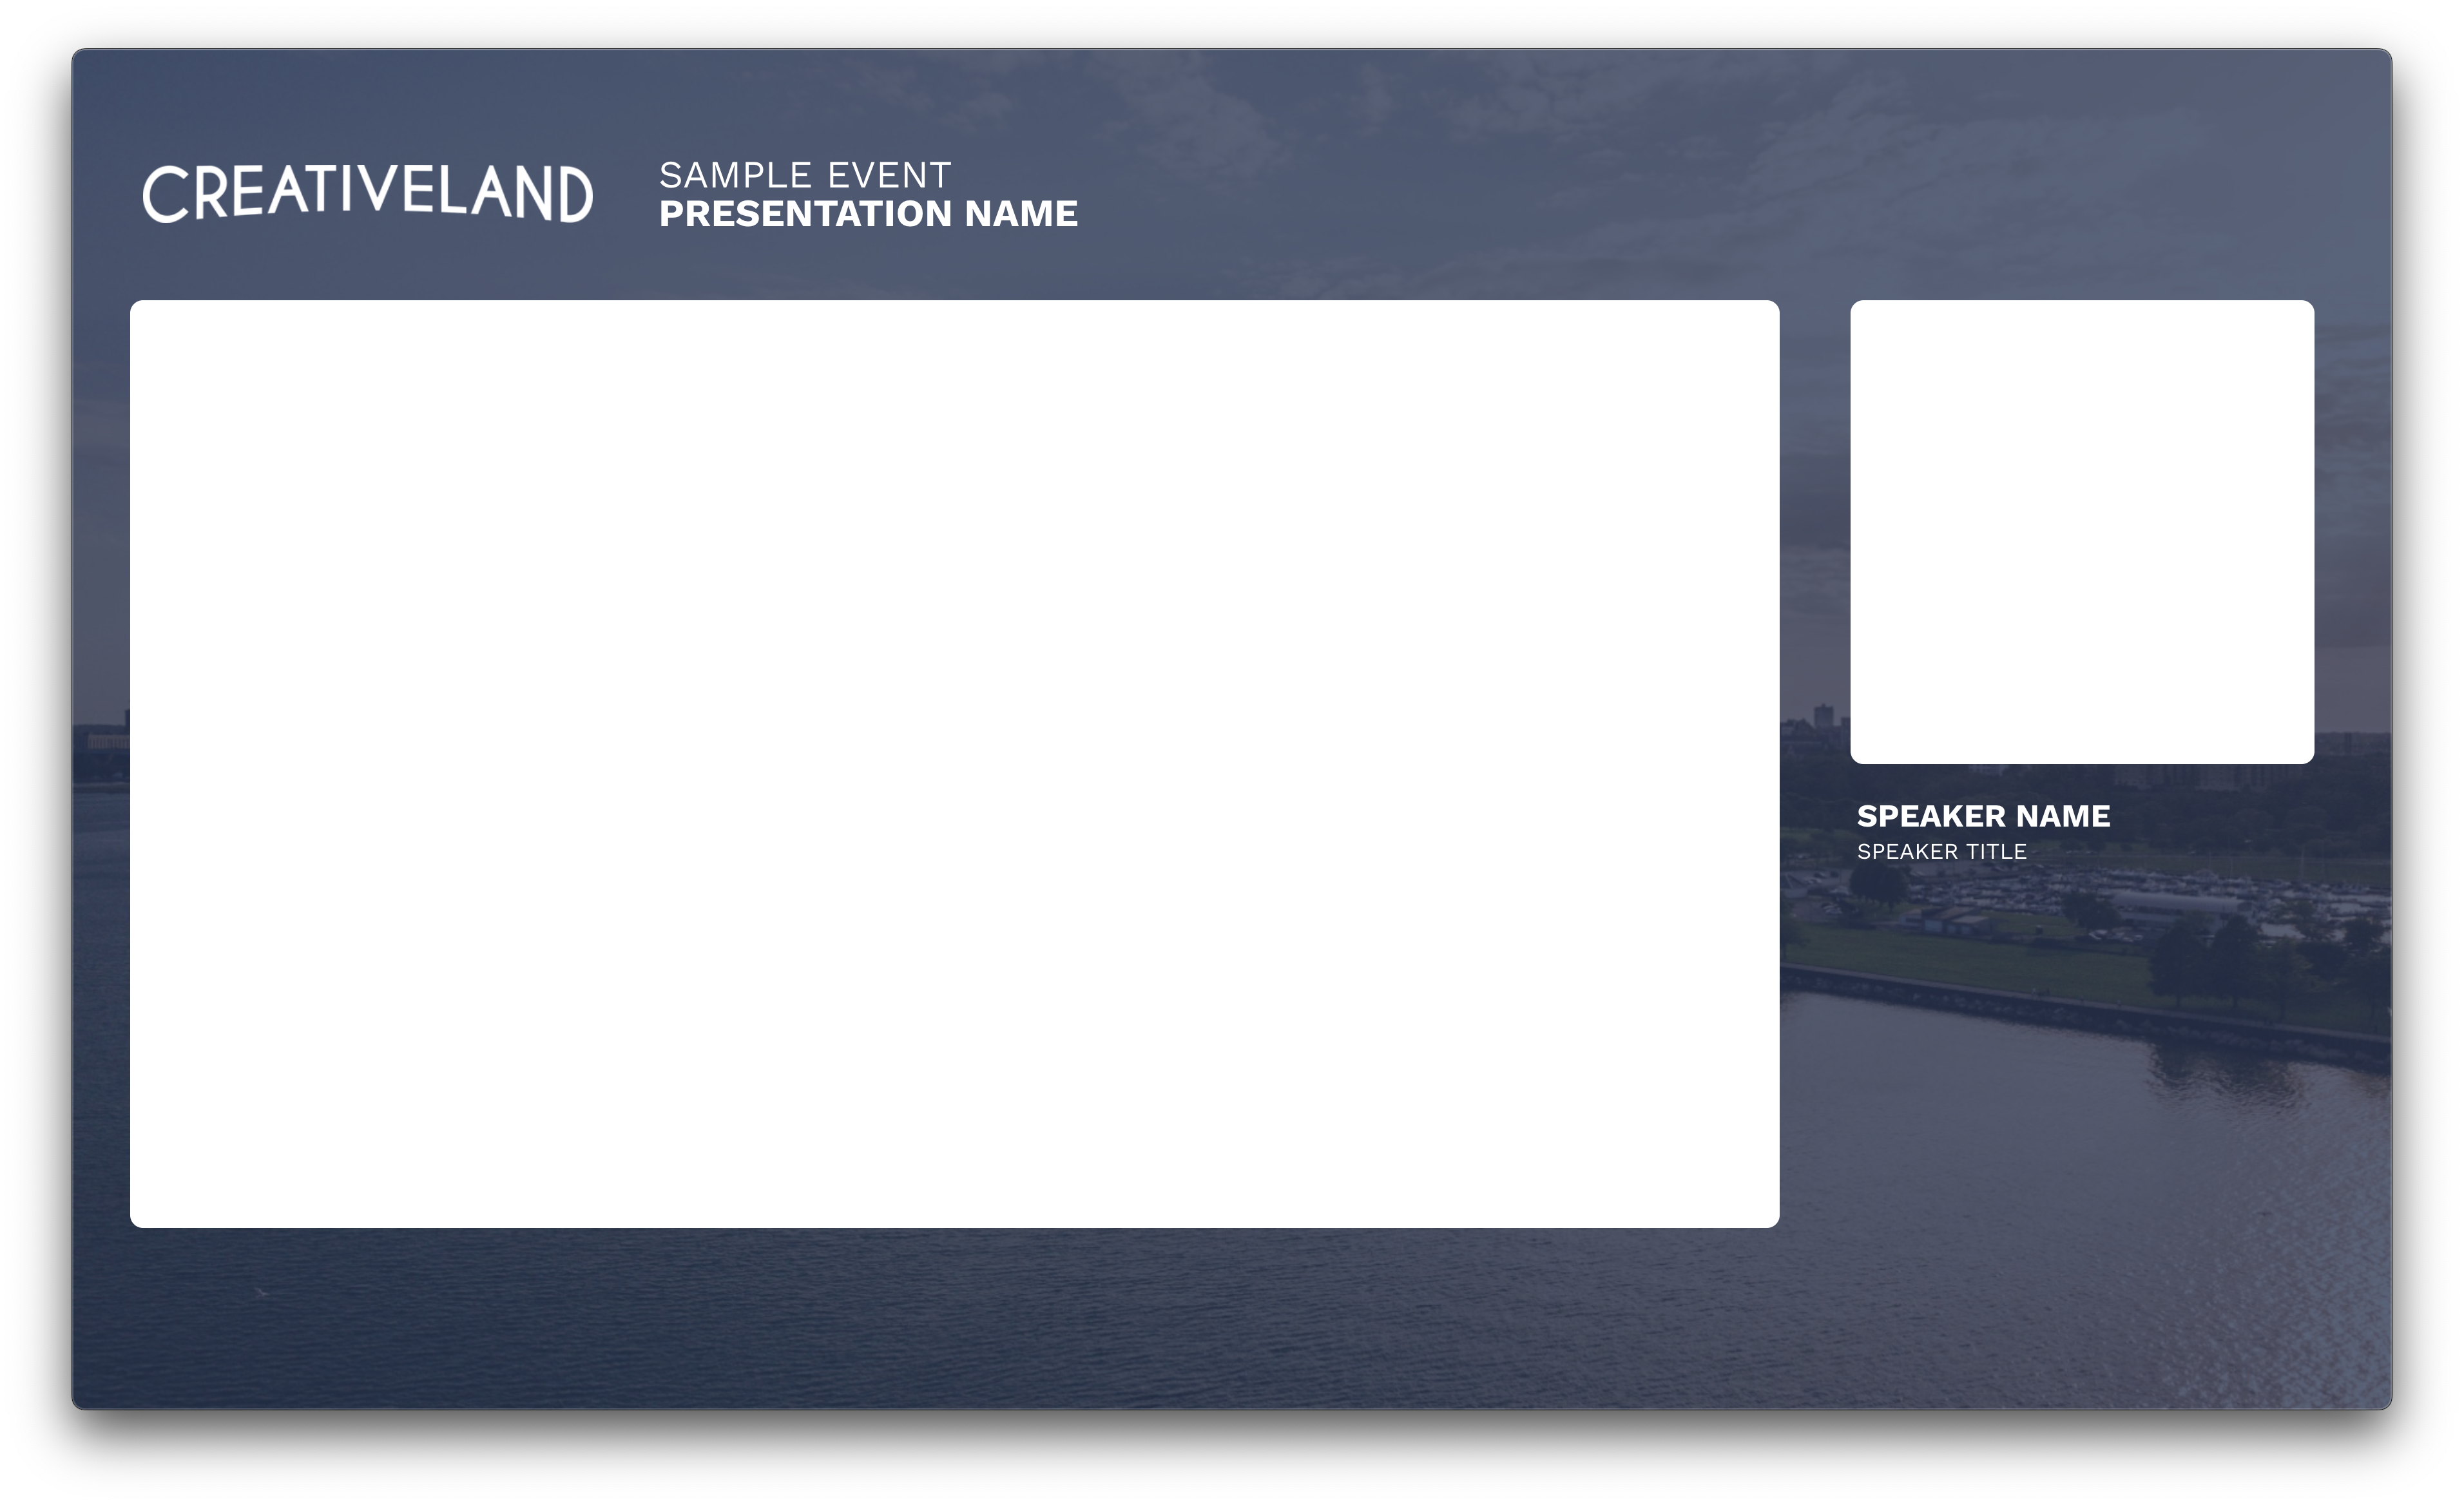 CREATIVELAND
SAMPLE EVENT
PRESENTATION NAME
SPEAKER NAME
SPEAKER TITLE